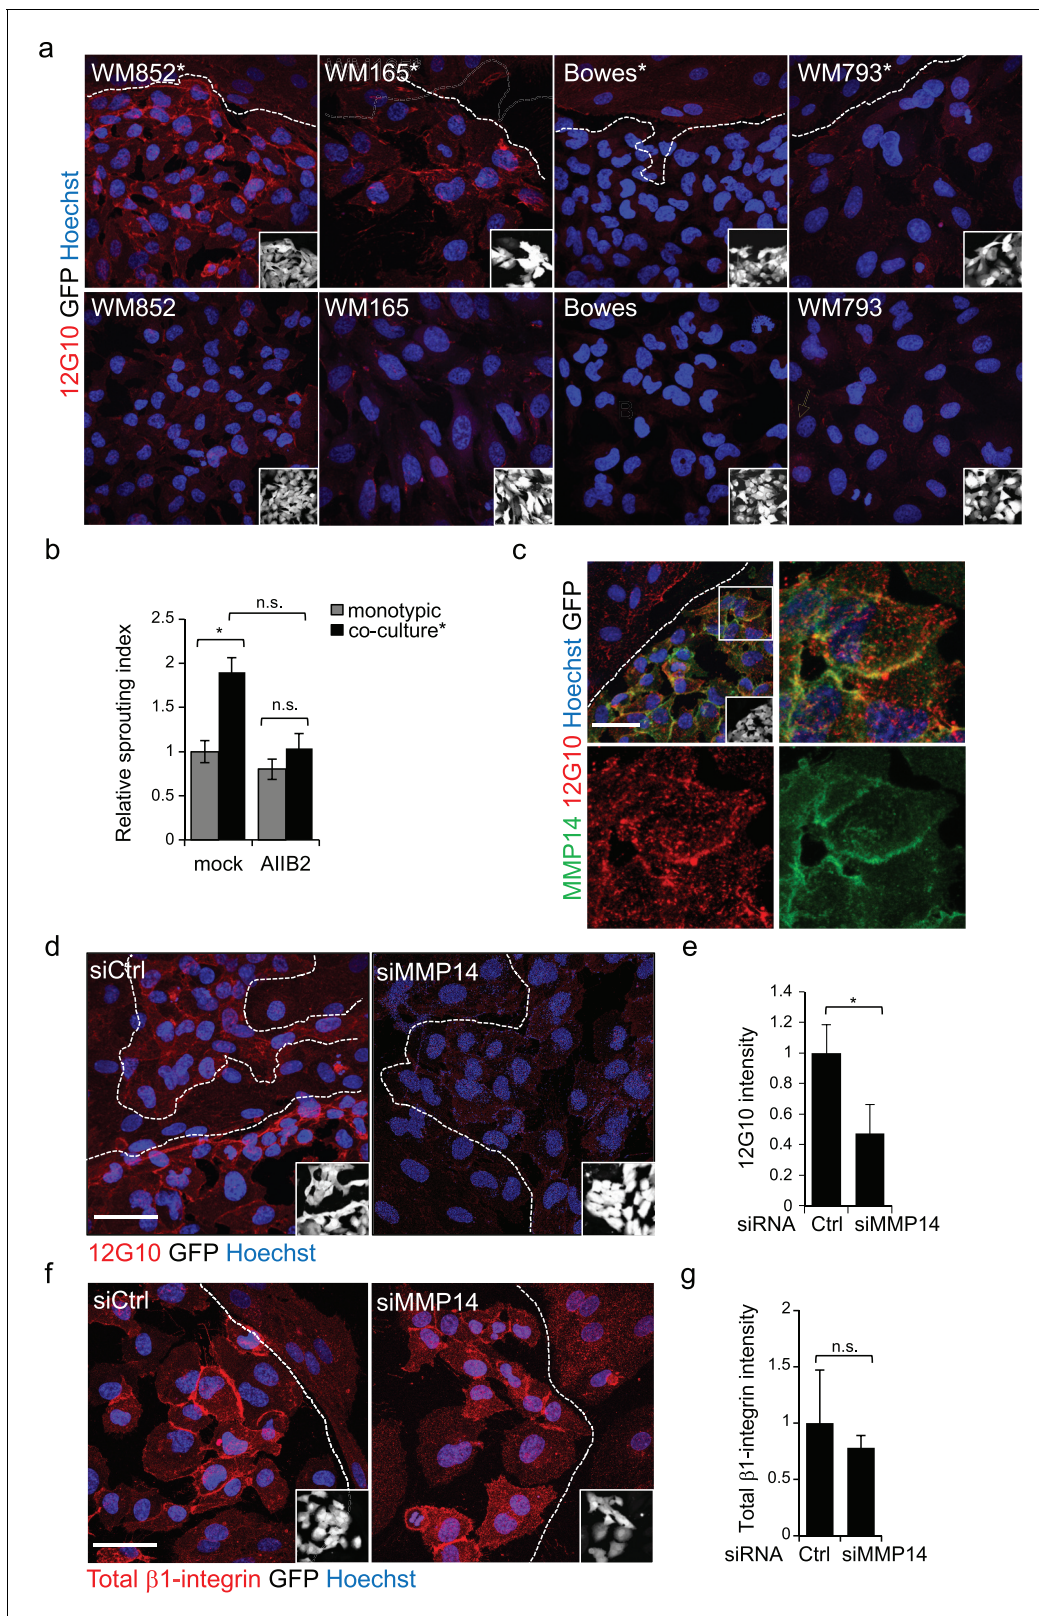 a
WM852*
WM165*
Bowes*
WM793*
12G10 GFP Hoechst
WM852
WM165
Bowes
WM793
B
b
n.s.
monotypic
co-culture*
*
n.s.
Relative sprouting index
2.5
2
1.5
1
0.5
0
mock
AIIB2
c
MMP14 12G10 Hoechst GFP
d
siCtrl
siMMP14
12G10 GFP Hoechst
e
12G10 intensity
1.4
1.2
1
0.8
0.6
0.4
0.2
0
*
siRNA Ctrl siMMP14
f
siCtrl
siMMP14
Total β1-integrin GFP Hoechst
g
Total β1-integrin intensity
2
1.5
1
0.5
0
n.s.
siRNA Ctrl siMMP14